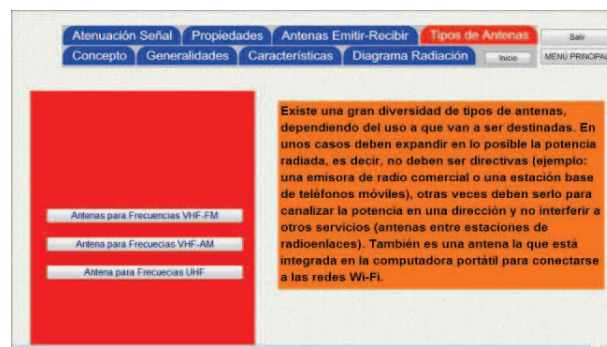 Atenuación Señal Propiedades Antenas Emitir-Recibir Tipos de Antenas Salir
Concepto Generalidades Características Diagrama Radiación Inicio MENÚ PRINCIPAL
Existe una gran diversidad de tipos de antenas,
dependiendo del uso a que van a ser destinadas. En
unos casos deben expandir en lo posible la potencia
radiada, es decir, no deben ser directivas (ejemplo:
una emisora de radio comercial o una estación base
de teléfonos móviles), otras veces deben serlo para
canalizar la potencia en una dirección y no interferir a
otros servicios (antenas entre estaciones de
radioenlaces). También es una antena la que está
integrada en la computadora portátil para conectarse
a las redes Wi-Fi.
Antenas para Frecuencias VHF-FM
Antena para Frecuecias VHF-AM
Antena para Frecuecias UHF